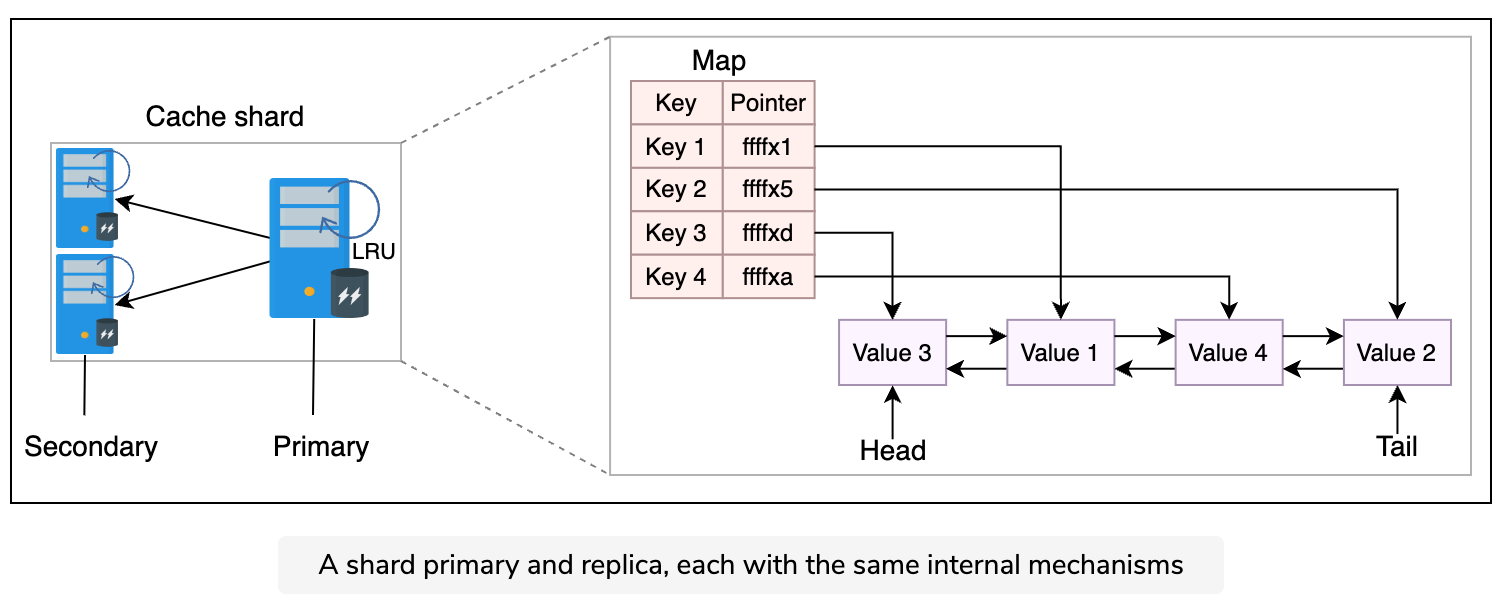 Cache shard
LRU
Secondary
Primary
Map
Key Pointer
Key 1 ffffx1
Key 2 ffffx5
Key 3 ffffxd
Key 4 ffffxa
Value 3 Value 1 Value 4 Value 2
Head Tail
A shard primary and replica, each with the same internal mechanisms